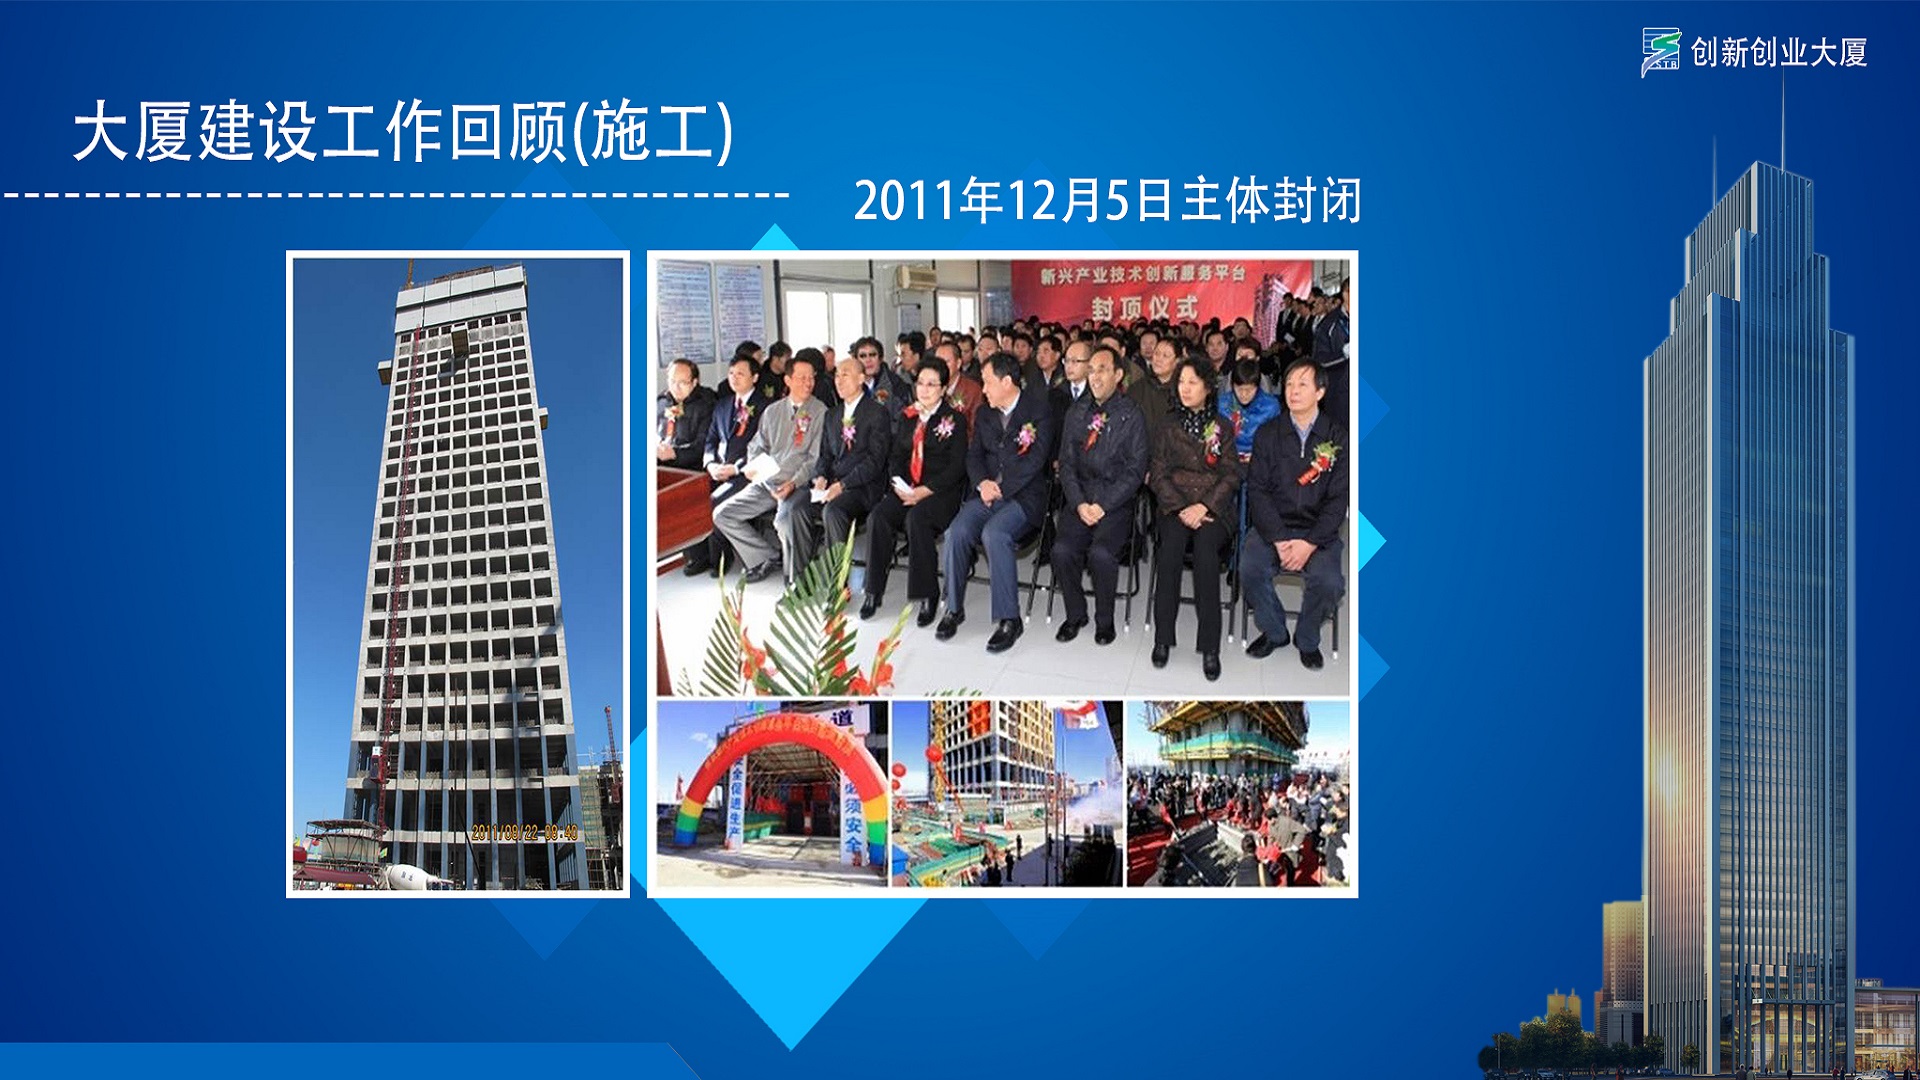 STB
创新创业大厦
大厦建设工作回顾(施工)
2011年12月5日主体封闭
新兴产业技术创新服务平台
封顶仪式
道
全促进生产
必须安全
2011/09/22 09:40